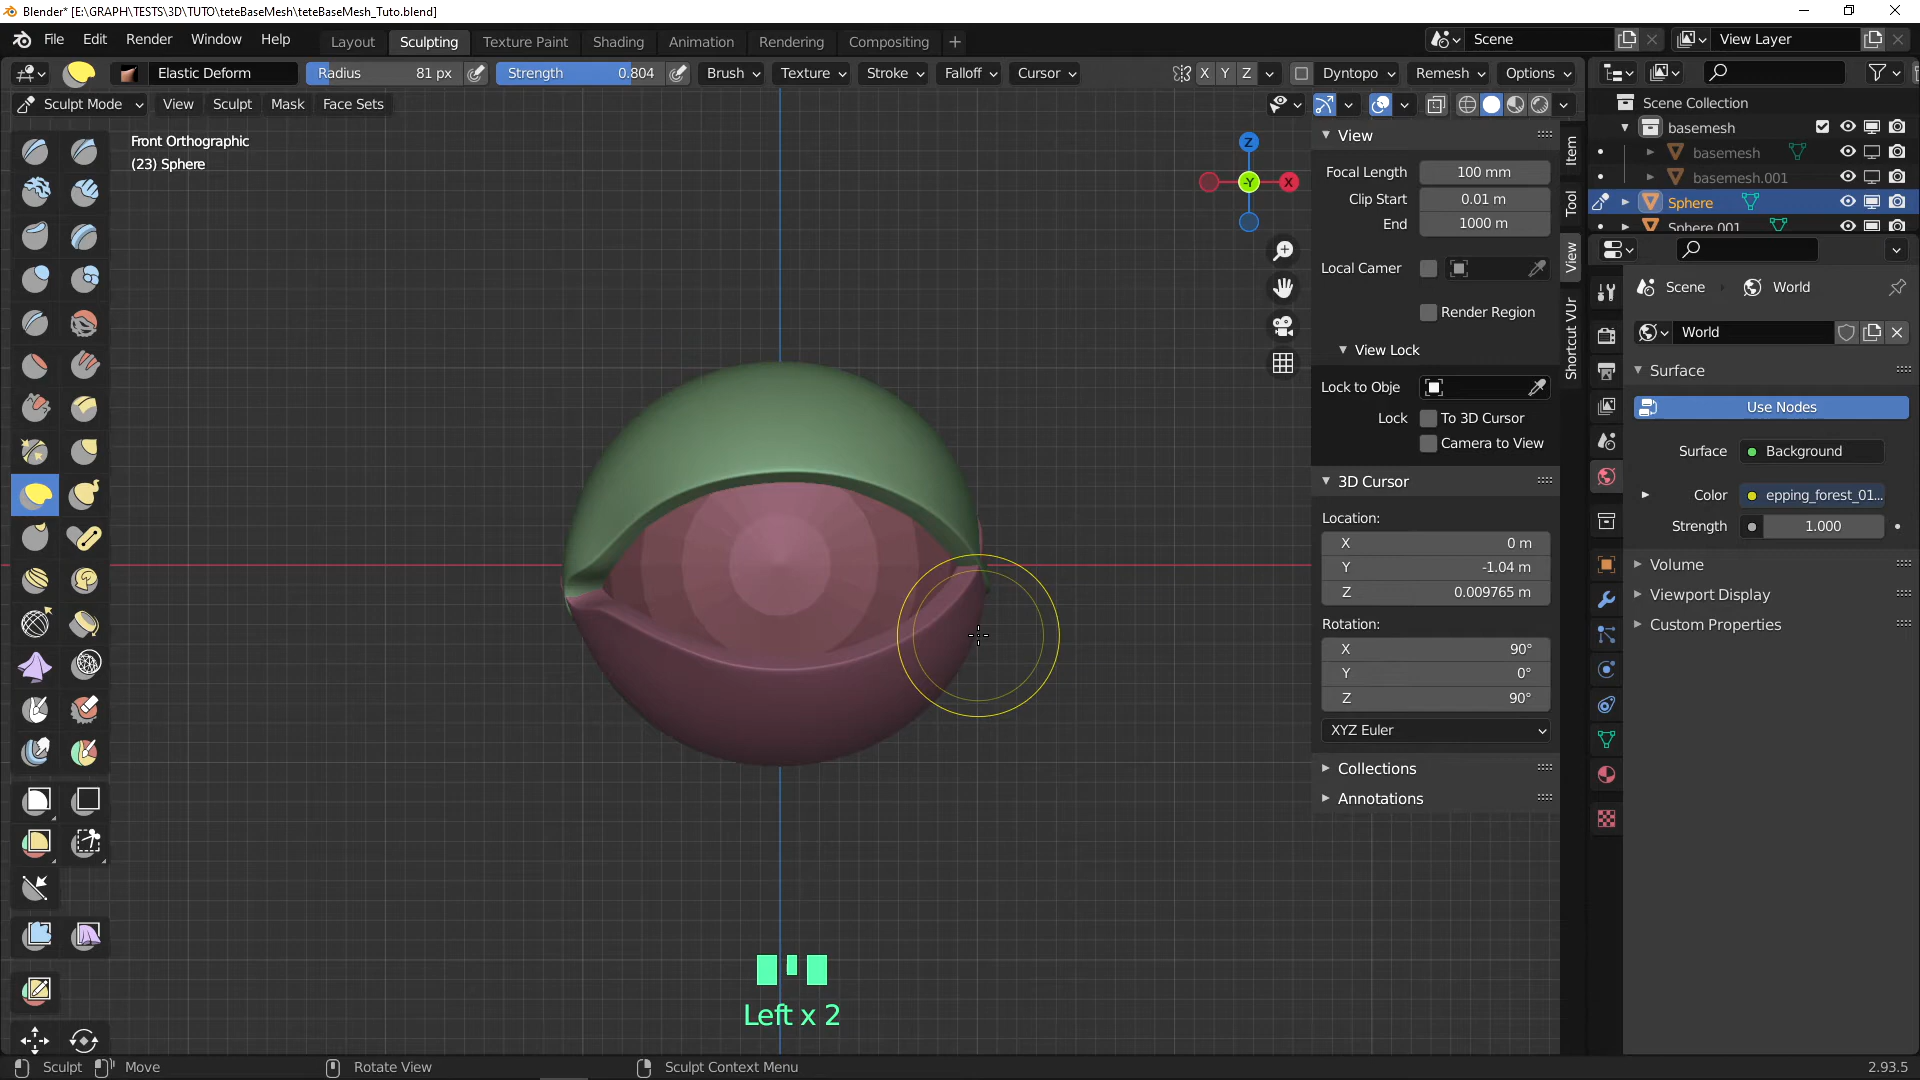 Blender* [E:\GRAPH\TESTS\3D\TUTO\teteBaseMesh\teteBaseMesh_Tuto.blend]
File Edit Render Window Help Layout Sculpting Texture Paint Shading Animation Rendering Compositing + Scene View Layer
Elastic Deform Radius 81 px Strength 0.804 Brush Texture Stroke Falloff Cursor X Y Z Dyntopo Remesh Options
Sculpt Mode View Sculpt Mask Face Sets
Front Orthographic
(23) Sphere
Z
-Y X
View
Focal Length 100 mm
Clip Start 0.01 m
End 1000 m
Local Camer
Render Region
View Lock
Lock to Obje
Lock To 3D Cursor
Camera to View
3D Cursor
Location:
X 0 m
Y -1.04 m
Z 0.009765 m
Rotation:
X 90°
Y 0°
Z 90°
XYZ Euler
Collections
Annotations
Item
Tool
View
Shortcut VUr
Scene Collection
basemesh
basemesh
basemesh.001
Sphere
Sphere.001
Scene World
World
Surface
Use Nodes
Surface Background
Color epping_forest_01...
Strength 1.000
Volume
Viewport Display
Custom Properties
Left x 2
Sculpt Move Rotate View Sculpt Context Menu 2.93.5